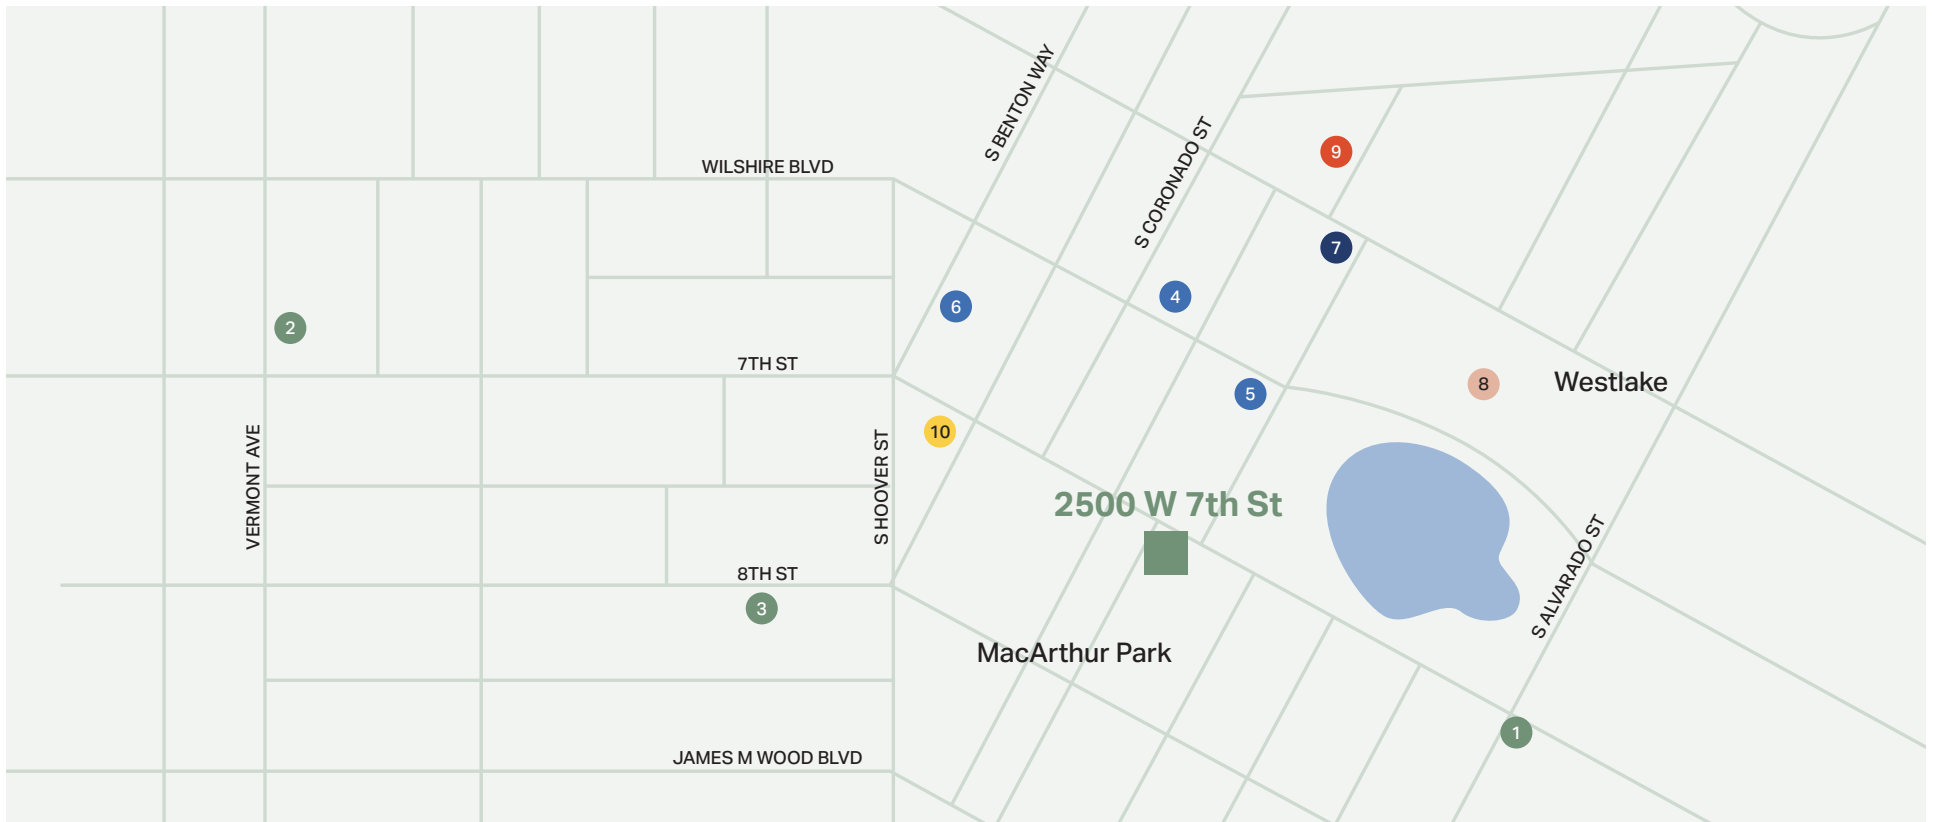 S BENTON WAY
S CORONADO ST
9
WILSHIRE BLVD
7
4
6
2
7TH ST
8
Westlake
5
10
VERMONT AVE
S HOOVER ST
2500 W 7th St
S ALVARADO ST
8TH ST
3
MacArthur Park
1
JAMES M WOOD BLVD